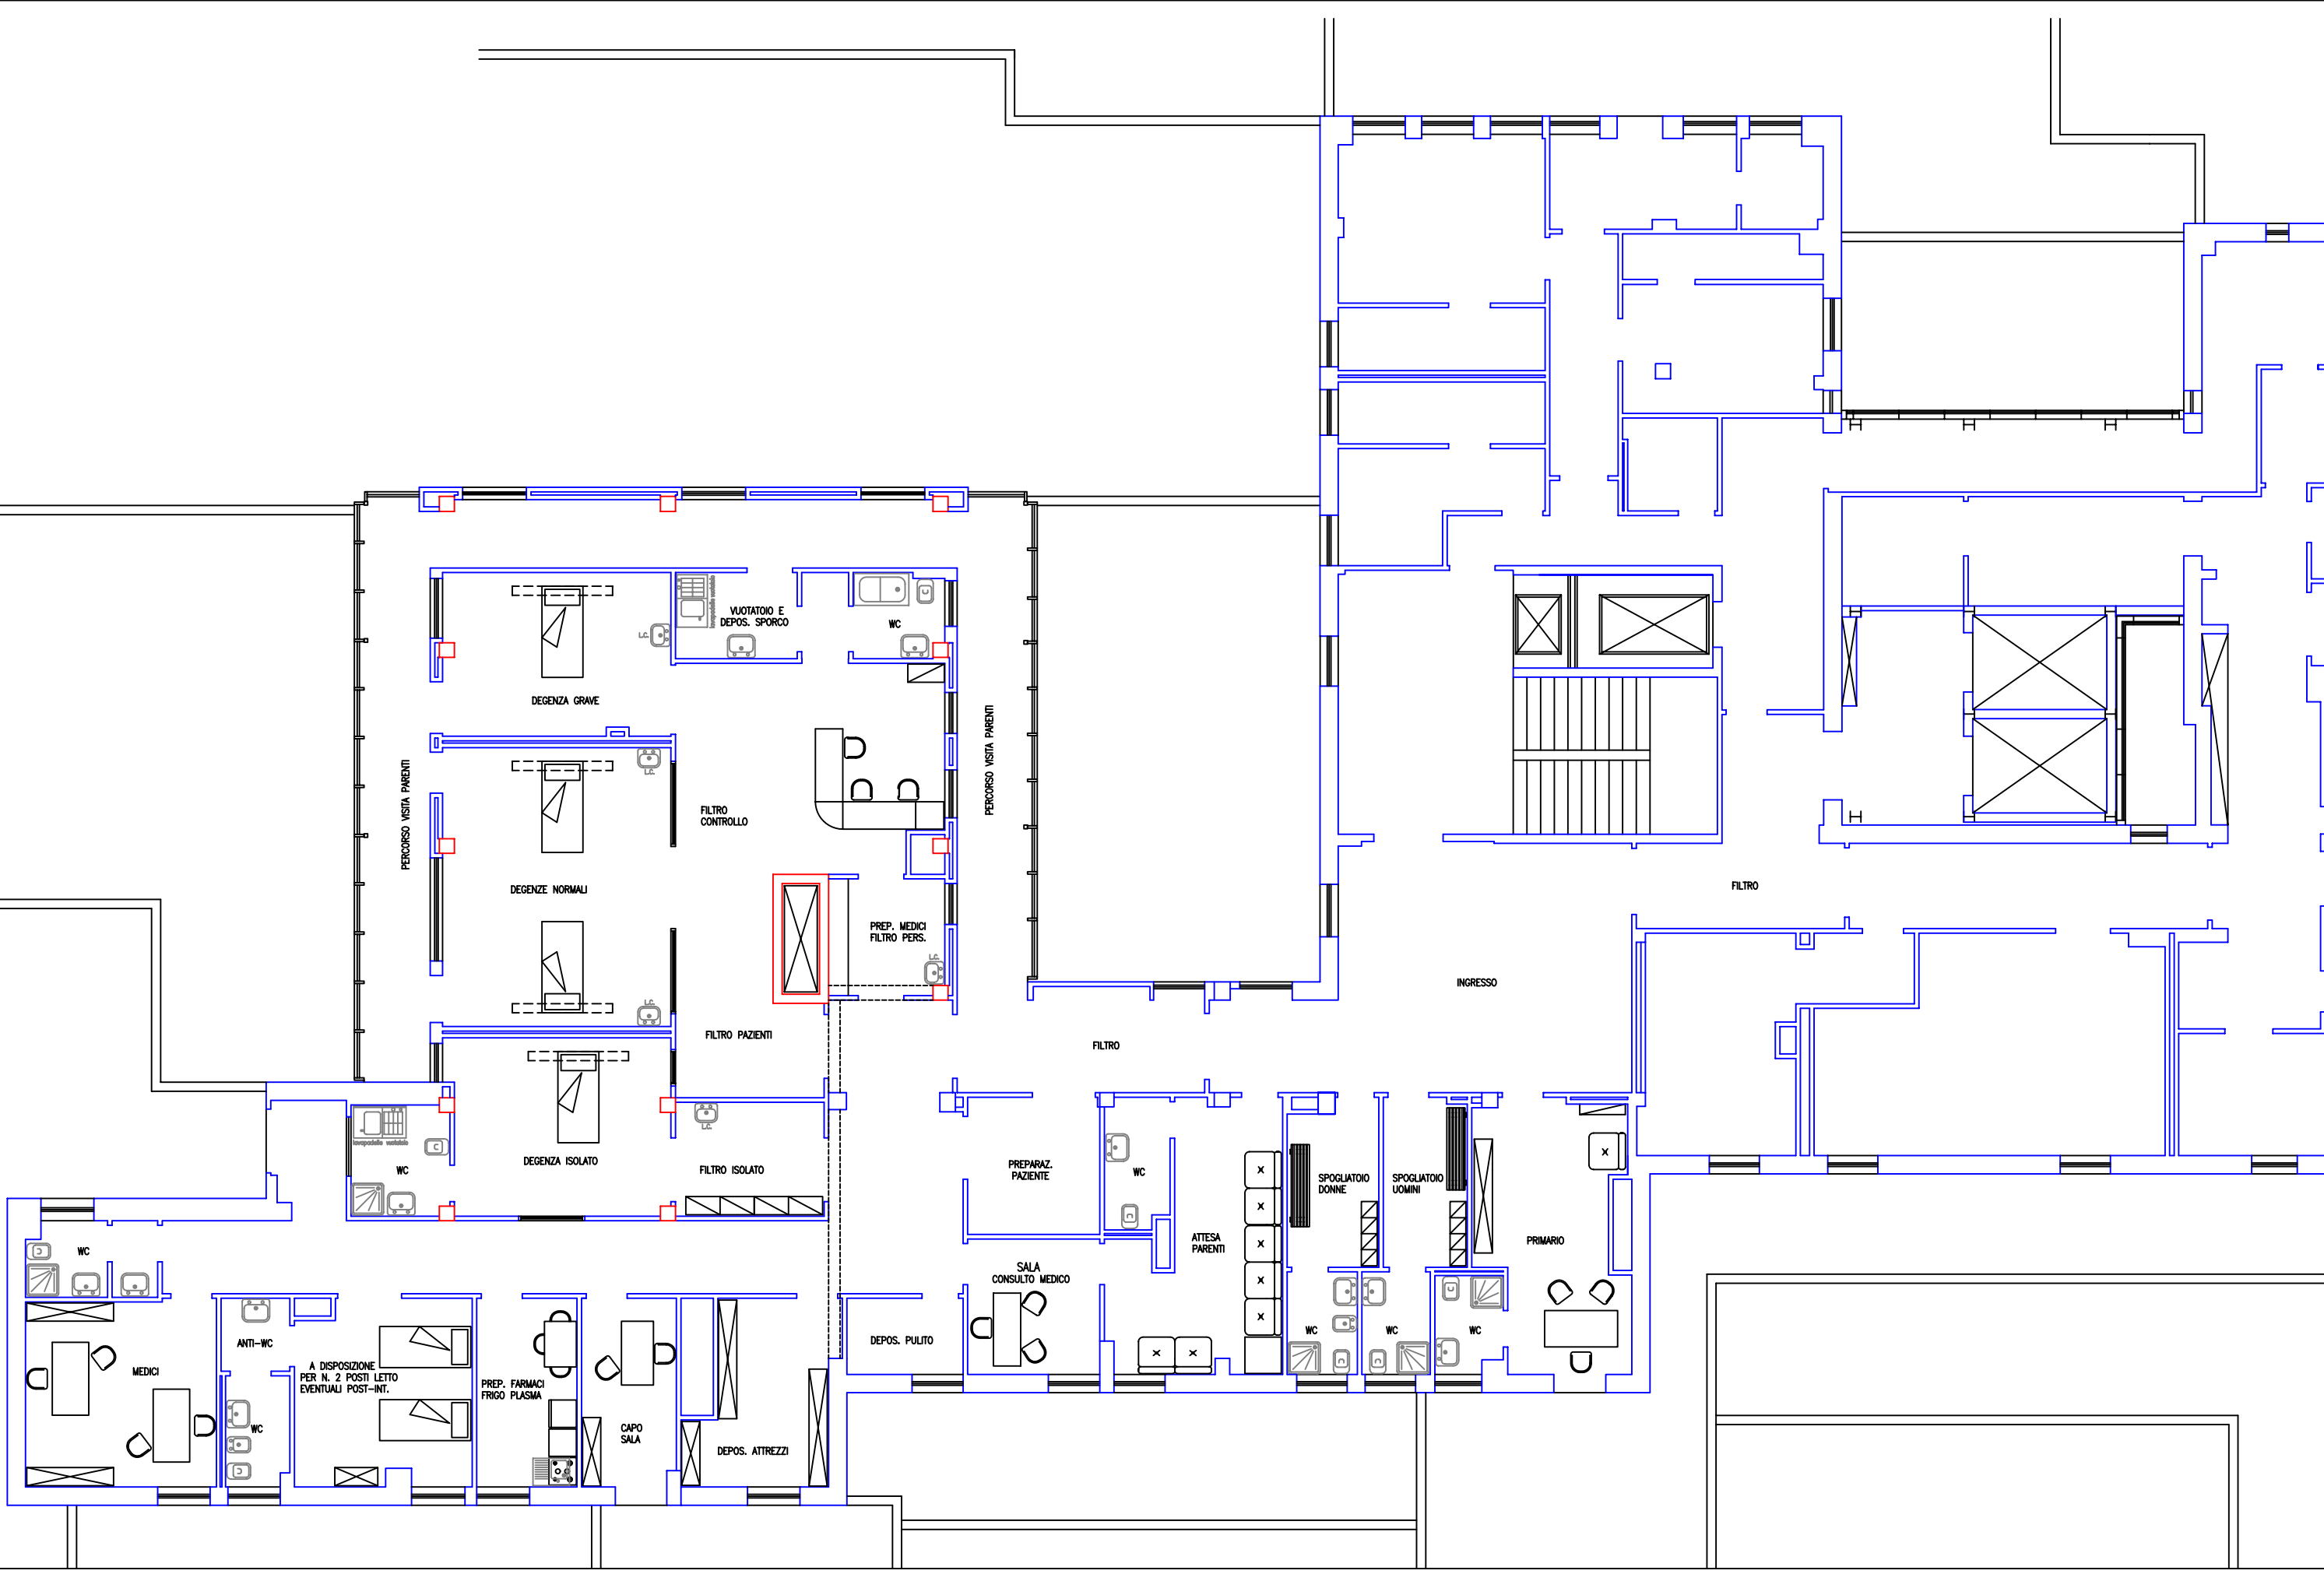 VUOTATOIO E
DEPOS. SPORCO
WC
L.C.
DEGENZA GRAVE
PERCORSO VISITA PARENTI
PERCORSO VISITA PARENTI
L.C.
FILTRO
CONTROLLO
DEGENZE NORMALI
FILTRO
PREP. MEDICI
FILTRO PERS.
L.C.
INGRESSO
L.C.
FILTRO PAZIENTI
FILTRO
L.C.
lavapadelle vuotatoio
WC
DEGENZA ISOLATO
FILTRO ISOLATO
PREPARAZ.
PAZIENTE
WC
SPOGLIATOIO
DONNE
SPOGLIATOIO
UOMINI
ATTESA
PARENTI
PRIMARIO
WC
SALA
CONSULTO MEDICO
ANTI-WC
DEPOS. PULITO
WC
WC
WC
MEDICI
A DISPOSIZIONE
PER N. 2 POSTI LETTO
EVENTUALI POST-INT.
PREP. FARMACI
FRIGO PLASMA
WC
CAPO
SALA
DEPOS. ATTREZZI